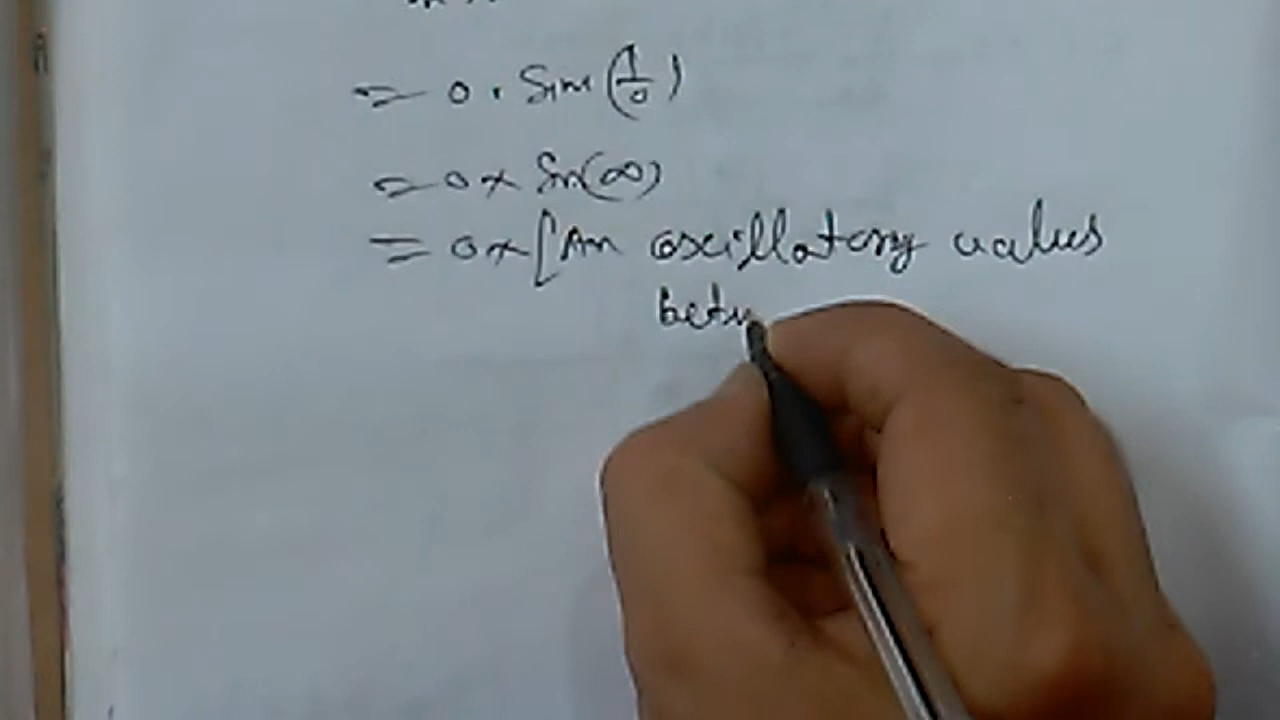 = 0 . Sin (1/0)
= 0 × Sin(∞)
= 0 × [An oscillatory values
betw